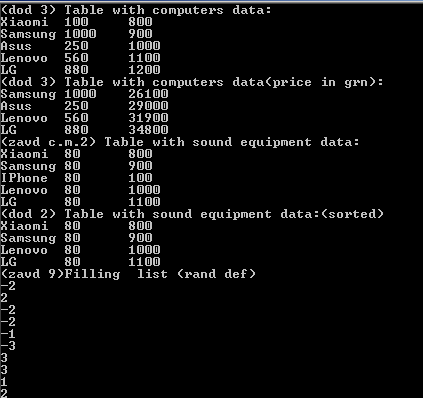 (dod 3) Table with computers data:
Xiaomi 100 800
Samsung 1000 900
Asus 250 1000
Lenovo 560 1100
LG 880 1200
(dod 3) Table with computers data(price in grn):
Samsung 1000 26100
Asus 250 29000
Lenovo 560 31900
LG 880 34800
(zavd c.m.2) Table with sound equipment data:
Xiaomi 80 800
Samsung 80 900
IPhone 80 100
Lenovo 80 1000
LG 80 1100
(dod 2) Table with sound equipment data:(sorted)
Xiaomi 80 800
Samsung 80 900
Lenovo 80 1000
LG 80 1100
(zavd 9)Filling  list (rand def)
-2
2
-2
-2
-1
-3
3
3
1
2